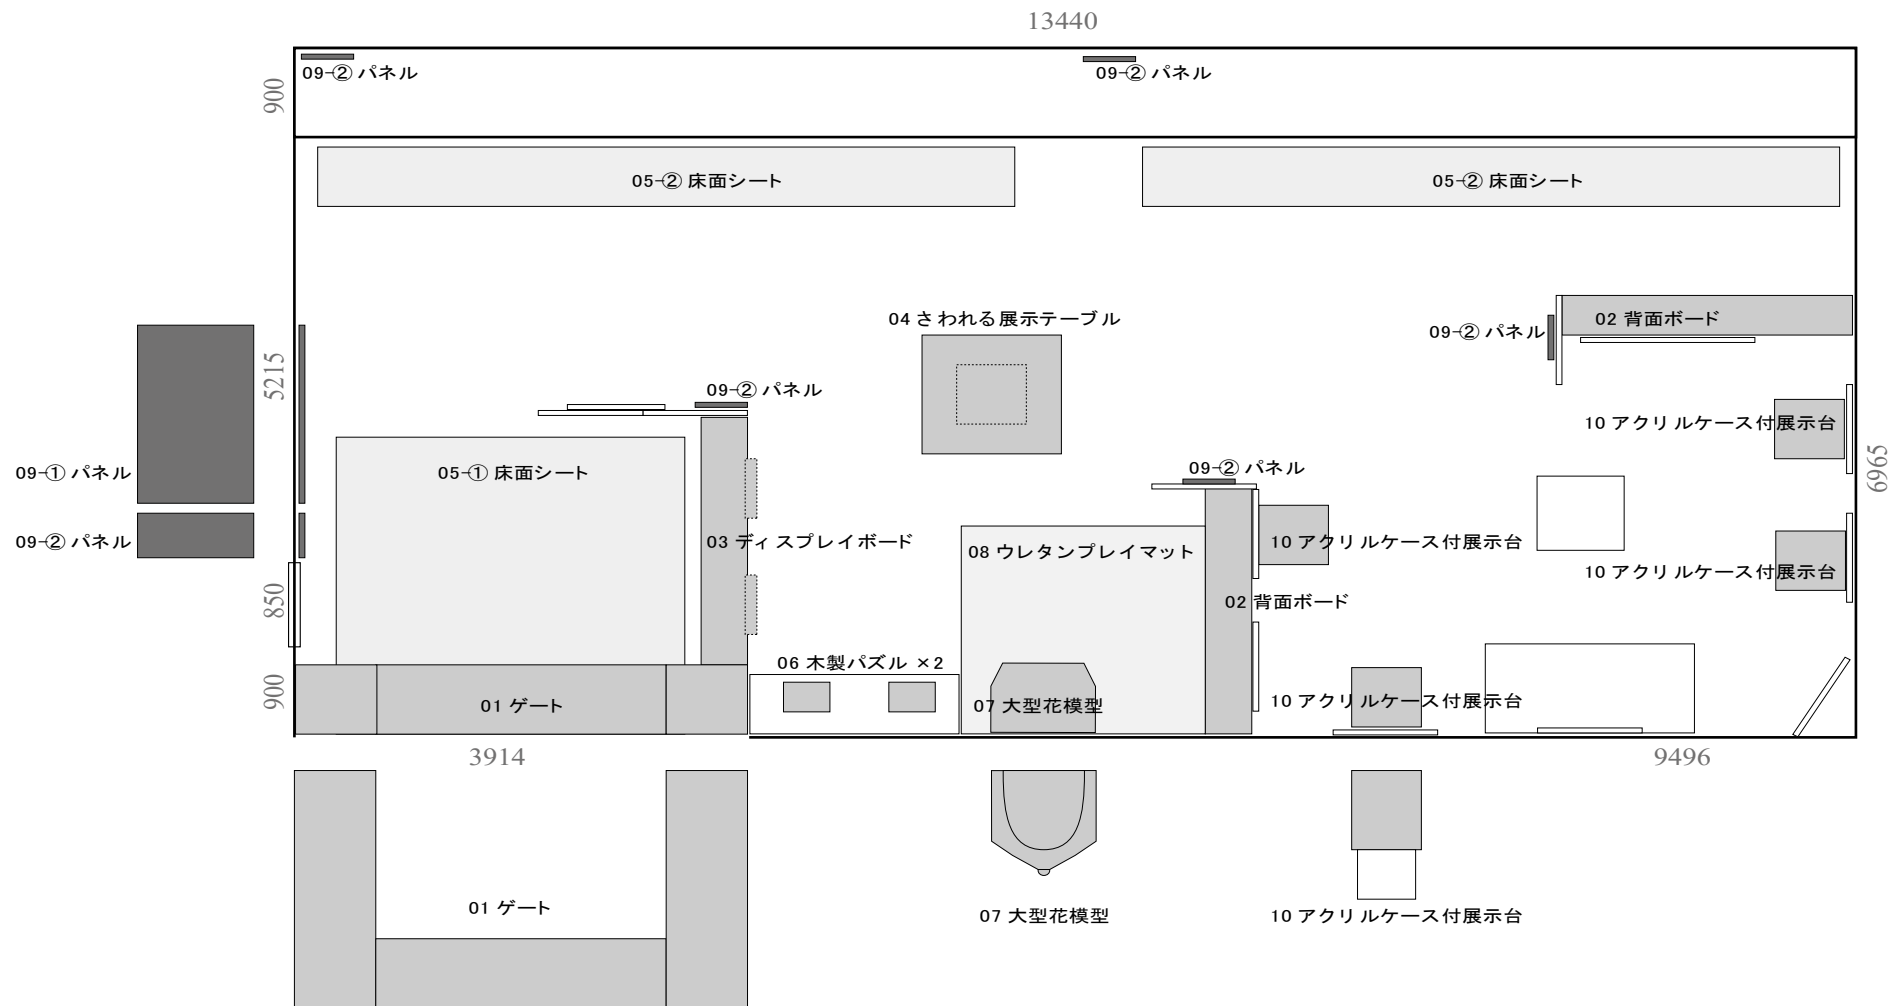 13440
09-② パネル
09-② パネル
900
05-② 床面シート
05-② 床面シート
04 さわれる展示テーブル
02 背面ボード
09-② パネル
5215
09-② パネル
10 アクリルケース付展示台
09-① パネル
05-① 床面シート
09-② パネル
6965
09-② パネル
03 ディスプレイボード
08 ウレタンプレイマット
10 アクリルケース付展示台
10 アクリルケース付展示台
850
02 背面ボード
06 木製パズル ×2
900
01 ゲート
07 大型花模型
10 アクリルケース付展示台
3914
9496
01 ゲート
07 大型花模型
10 アクリルケース付展示台